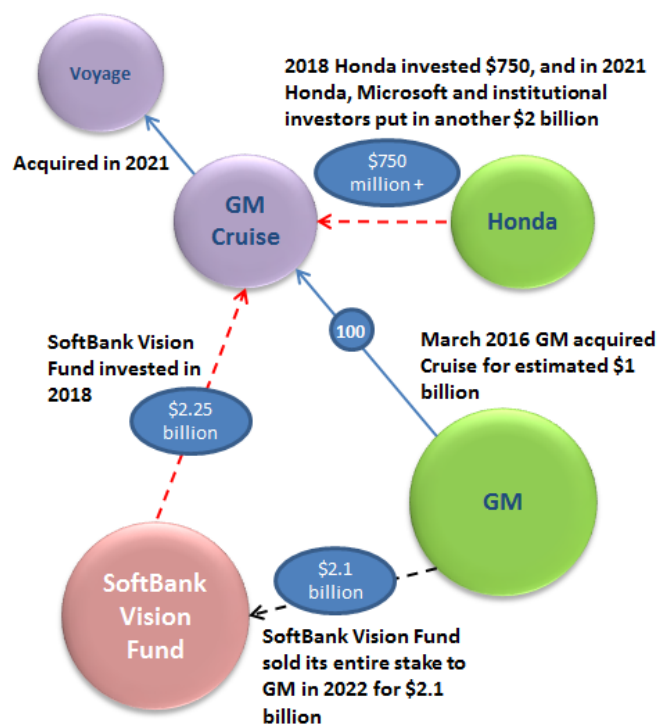 Voyage
2018 Honda invested $750, and in 2021
Honda, Microsoft and institutional
investors put in another $2 billion
Acquired in 2021
$750
million +
GM
Cruise
Honda
100
SoftBank Vision
Fund invested in
2018
March 2016 GM acquired
Cruise for estimated $1
billion
$2.25
billion
GM
$2.1
billion
SoftBank
Vision
Fund
SoftBank Vision Fund
sold its entire stake to
GM in 2022 for $2.1
billion